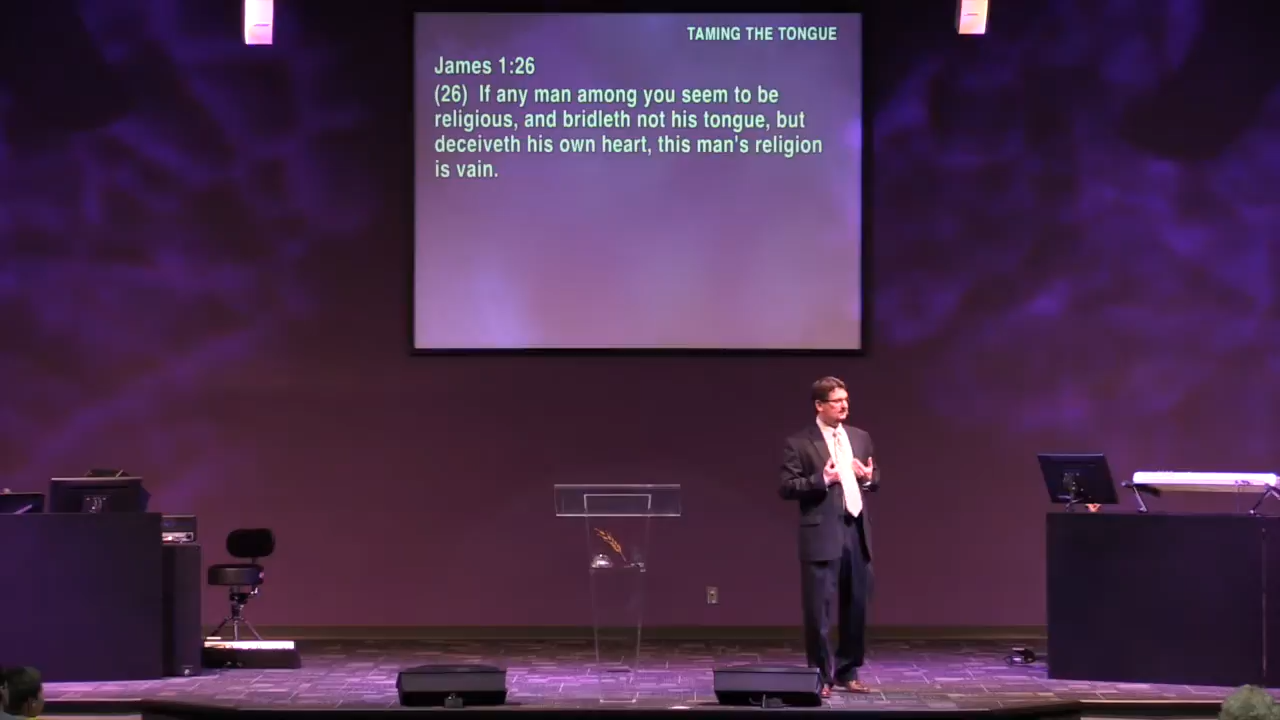 TAMING THE TONGUE
James 1:26
(26) If any man among you seem to be
religious, and bridleth not his tongue, but
deceiveth his own heart, this man's religion
is vain.